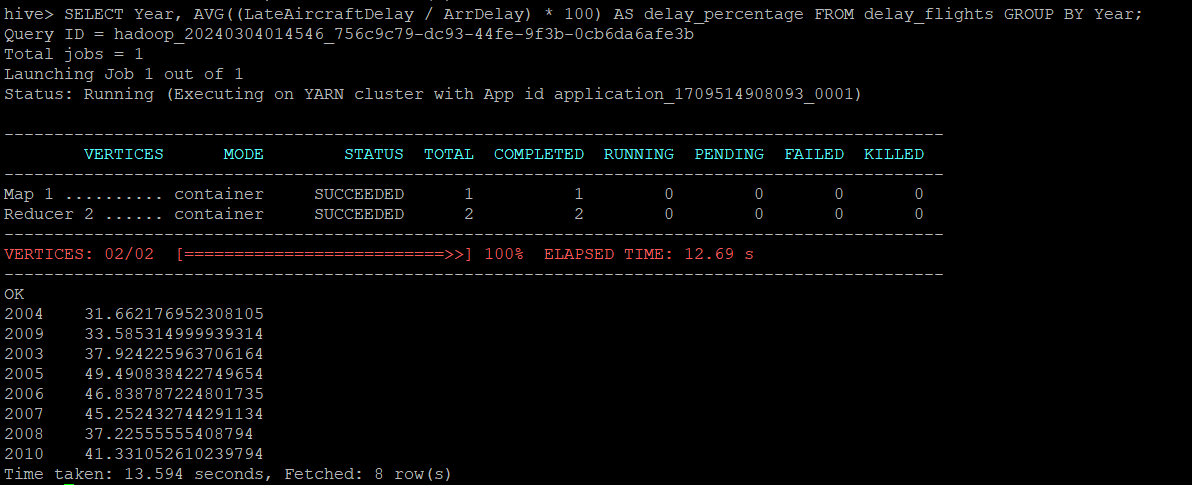 hive> SELECT Year, AVG((LateAircraftDelay / ArrDelay) * 100) AS delay_percentage FROM delay_flights GROUP BY Year;
Query ID = hadoop_20240304014546_756c9c79-dc93-44fe-9f3b-0cb6da6afe3b
Total jobs = 1
Launching Job 1 out of 1
Status: Running (Executing on YARN cluster with App id application_1709514908093_0001)
----------------------------------------------------------------------------------------------
        VERTICES      MODE        STATUS  TOTAL  COMPLETED  RUNNING  PENDING  FAILED  KILLED
----------------------------------------------------------------------------------------------
Map 1 .......... container     SUCCEEDED      1          1        0        0       0       0
Reducer 2 ...... container     SUCCEEDED      2          2        0        0       0       0
----------------------------------------------------------------------------------------------
VERTICES: 02/02  [==========================>>] 100%  ELAPSED TIME: 12.69 s
----------------------------------------------------------------------------------------------
OK
2004    31.662176952308105
2009    33.585314999939314
2003    37.924225963706164
2005    49.490838422749654
2006    46.838787224801735
2007    45.252432744291134
2008    37.22555555408794
2010    41.331052610239794
Time taken: 13.594 seconds, Fetched: 8 row(s)